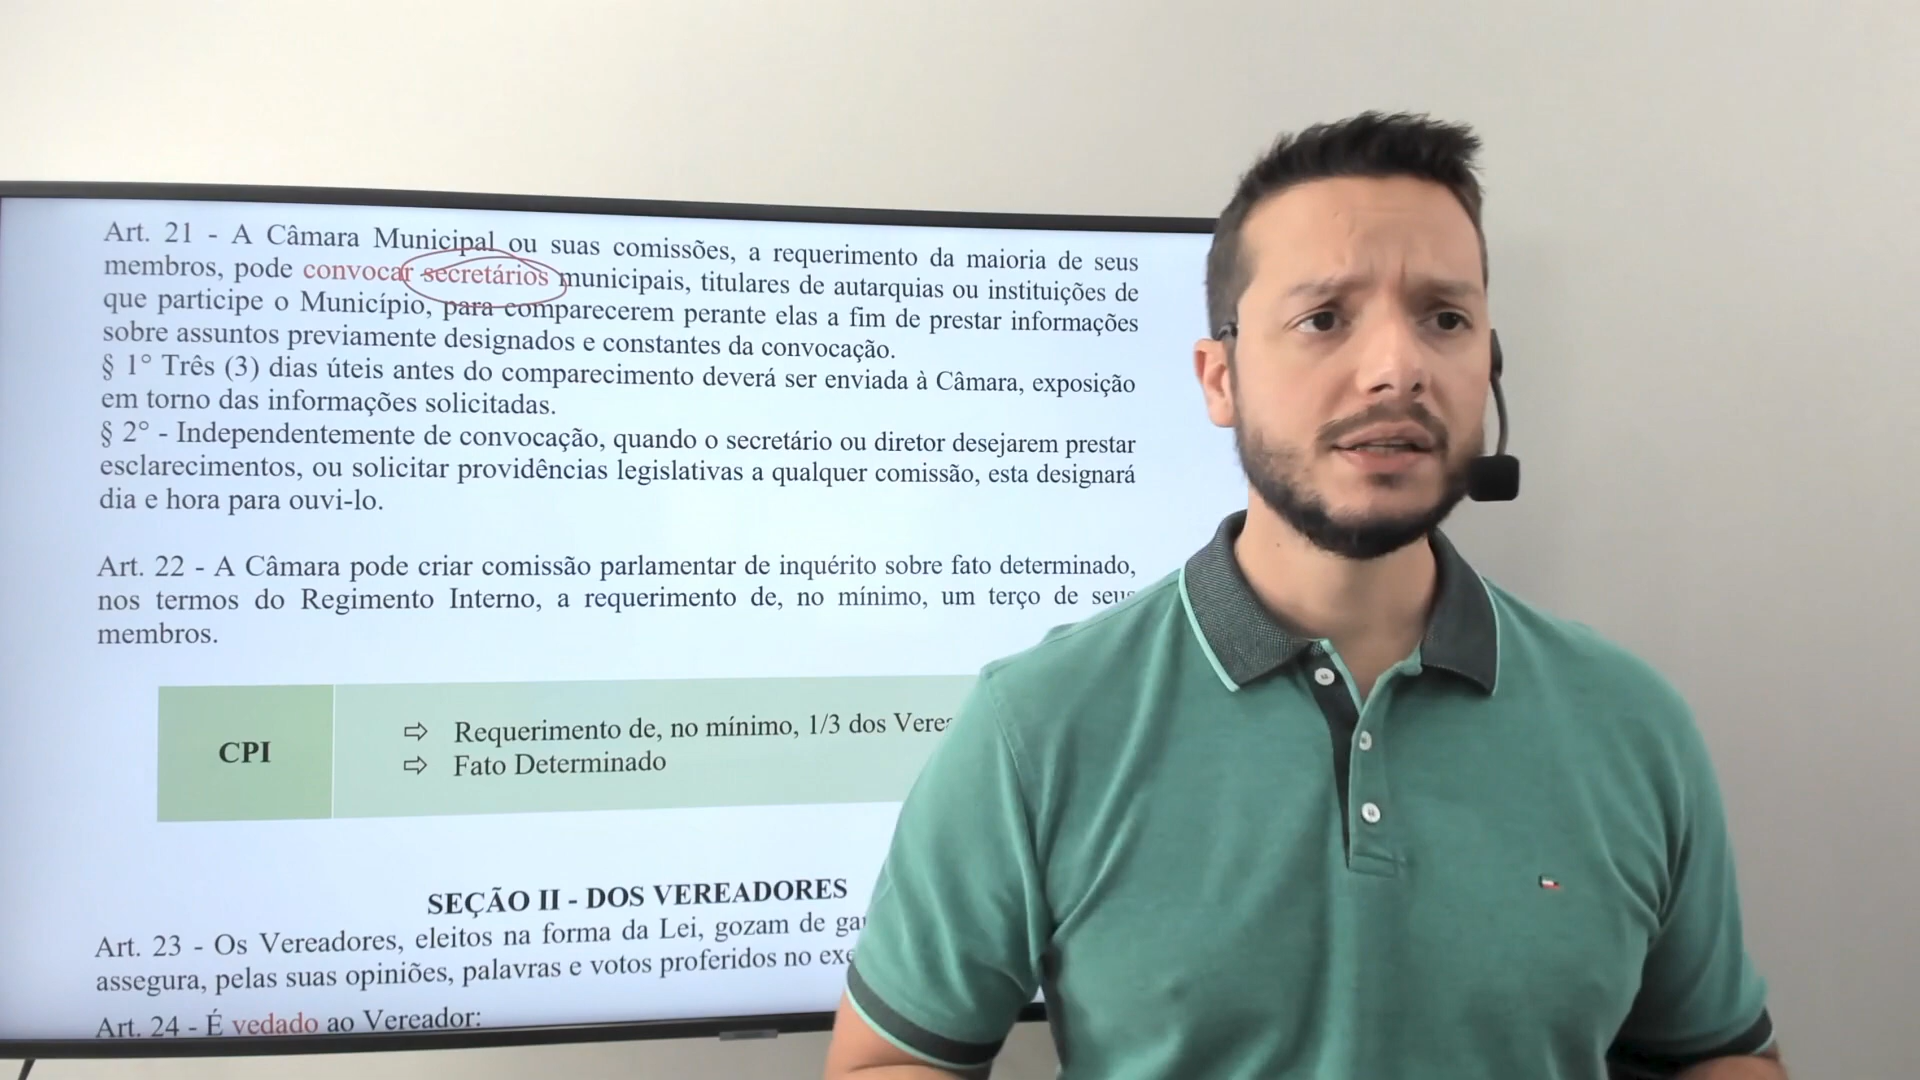 Art. 21 - A Câmara Municipal ou suas comissões, a requerimento da maioria de seus
membros, pode convocar secretários municipais, titulares de autarquias ou instituições de
que participe o Município, para comparecerem perante elas a fim de prestar informações
sobre assuntos previamente designados e constantes da convocação.
§ 1° Três (3) dias úteis antes do comparecimento deverá ser enviada à Câmara, exposição
em torno das informações solicitadas.
§ 2° - Independentemente de convocação, quando o secretário ou diretor desejarem prestar
esclarecimentos, ou solicitar providências legislativas a qualquer comissão, esta designará
dia e hora para ouvi-lo.
Art. 22 - A Câmara pode criar comissão parlamentar de inquérito sobre fato determinado,
nos termos do Regimento Interno, a requerimento de, no mínimo, um terço de seus
membros.
CPI
⇨ Requerimento de, no mínimo, 1/3 dos
⇨ Fato Determinado
SEÇÃO II - DOS VEREADORES
Art. 23 - Os Vereadores, eleitos na forma da Lei, gozam de
assegura, pelas suas opiniões, palavras e votos proferidos no
Art. 24 - É vedado ao Vereador: